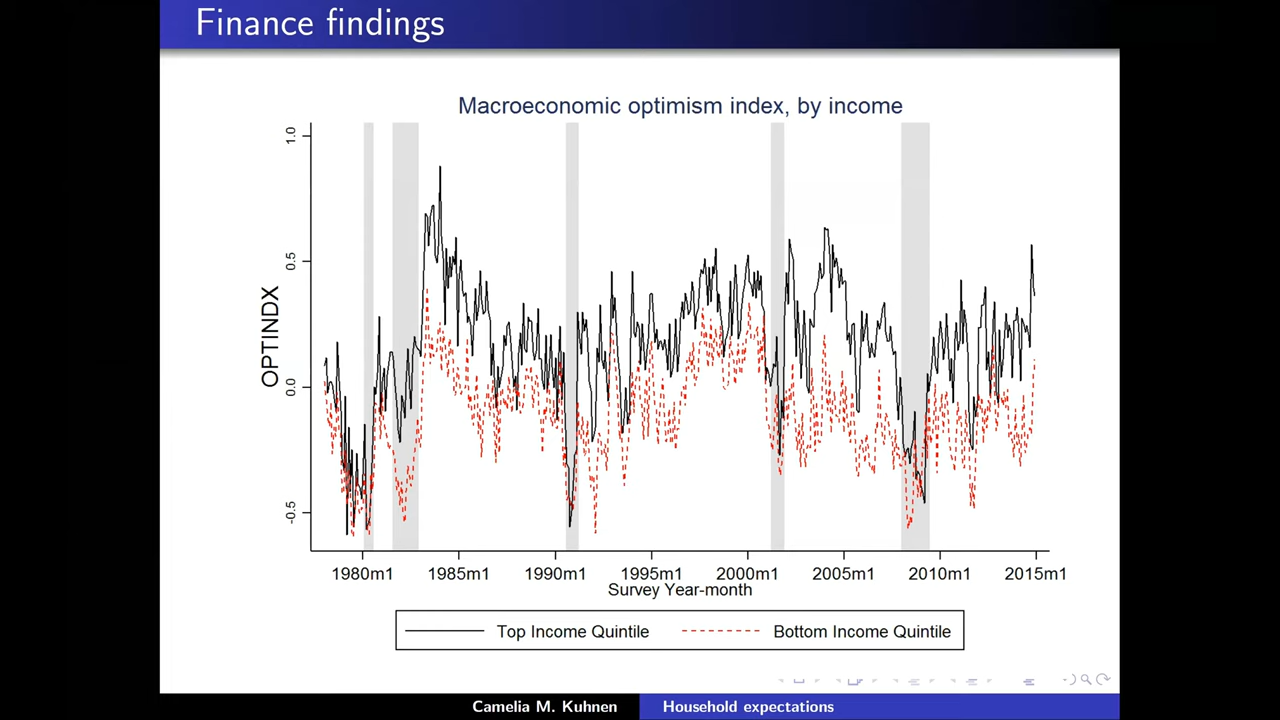 Finance findings
Macroeconomic optimism index, by income
1.0
0.5
0.0
-0.5
OPTINDX
1980m1 1985m1 1990m1 1995m1 2000m1 2005m1 2010m1 2015m1
Survey Year-month
Top Income Quintile Bottom Income Quintile
Camelia M. Kuhnen Household expectations